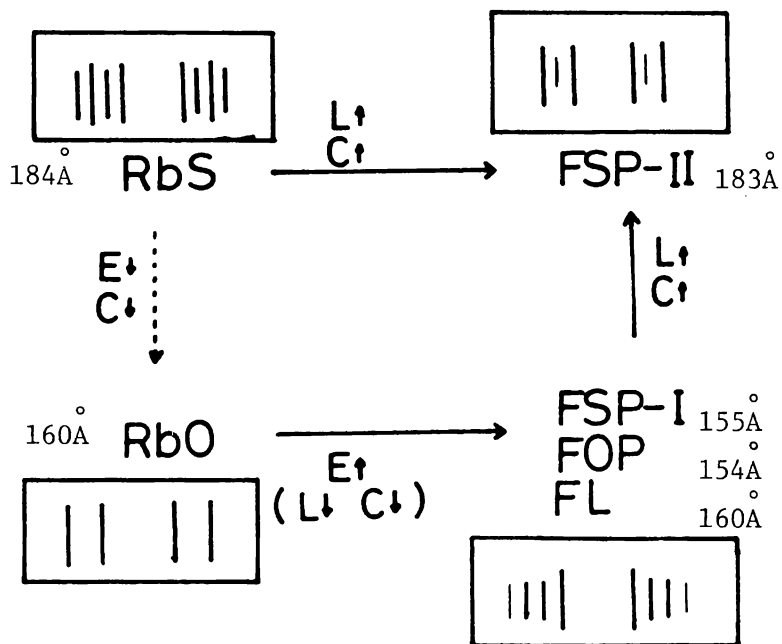 184Å RbS
L↑
C↑
FSP-II 183Å
E↓
C↓
L↑
C↑
160Å RbO
E↑
(L↓ C↓)
FSP-I 155Å
FOP 154Å
FL 160Å